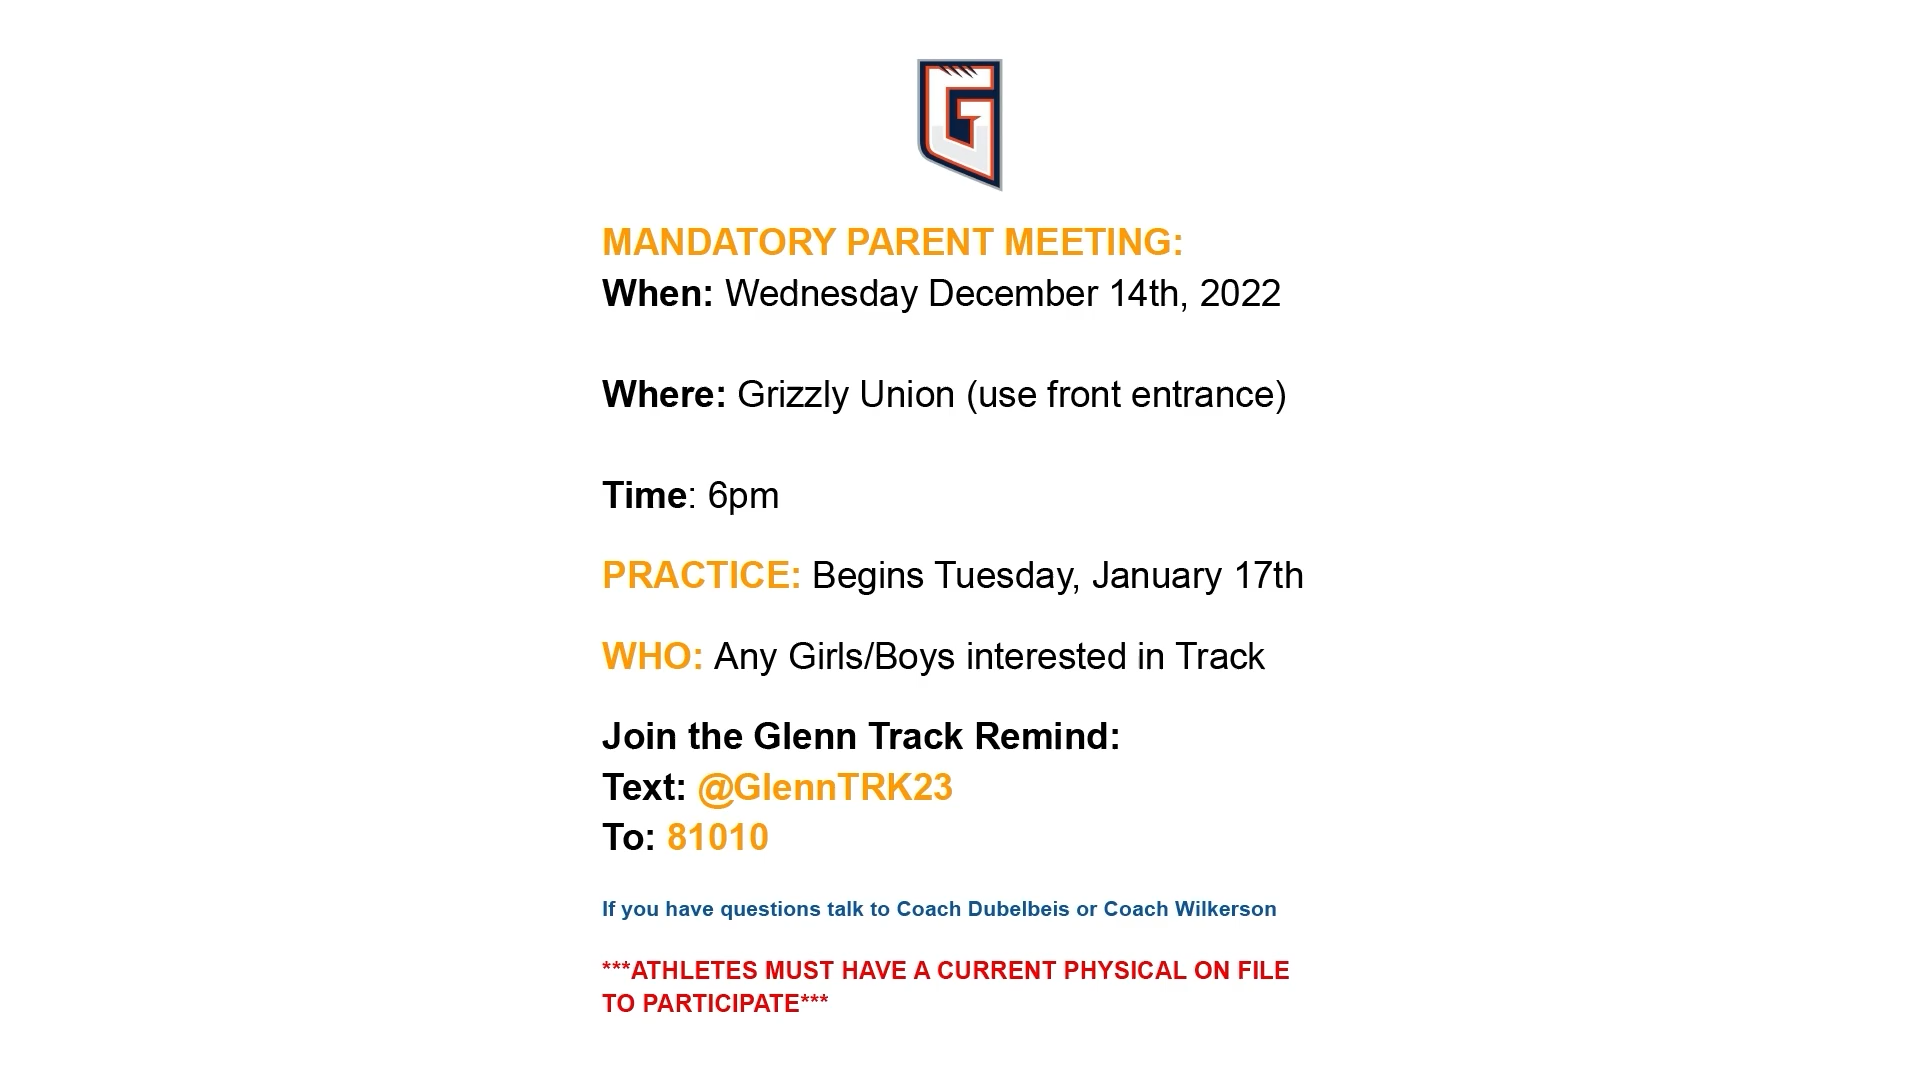 G
MANDATORY PARENT MEETING:
When: Wednesday December 14th, 2022
Where: Grizzly Union (use front entrance)
Time: 6pm
PRACTICE: Begins Tuesday, January 17th
WHO: Any Girls/Boys interested in Track
Join the Glenn Track Remind:
Text: @GlennTRK23
To: 81010
If you have questions talk to Coach Dubelbeis or Coach Wilkerson
***ATHLETES MUST HAVE A CURRENT PHYSICAL ON FILE
TO PARTICIPATE***